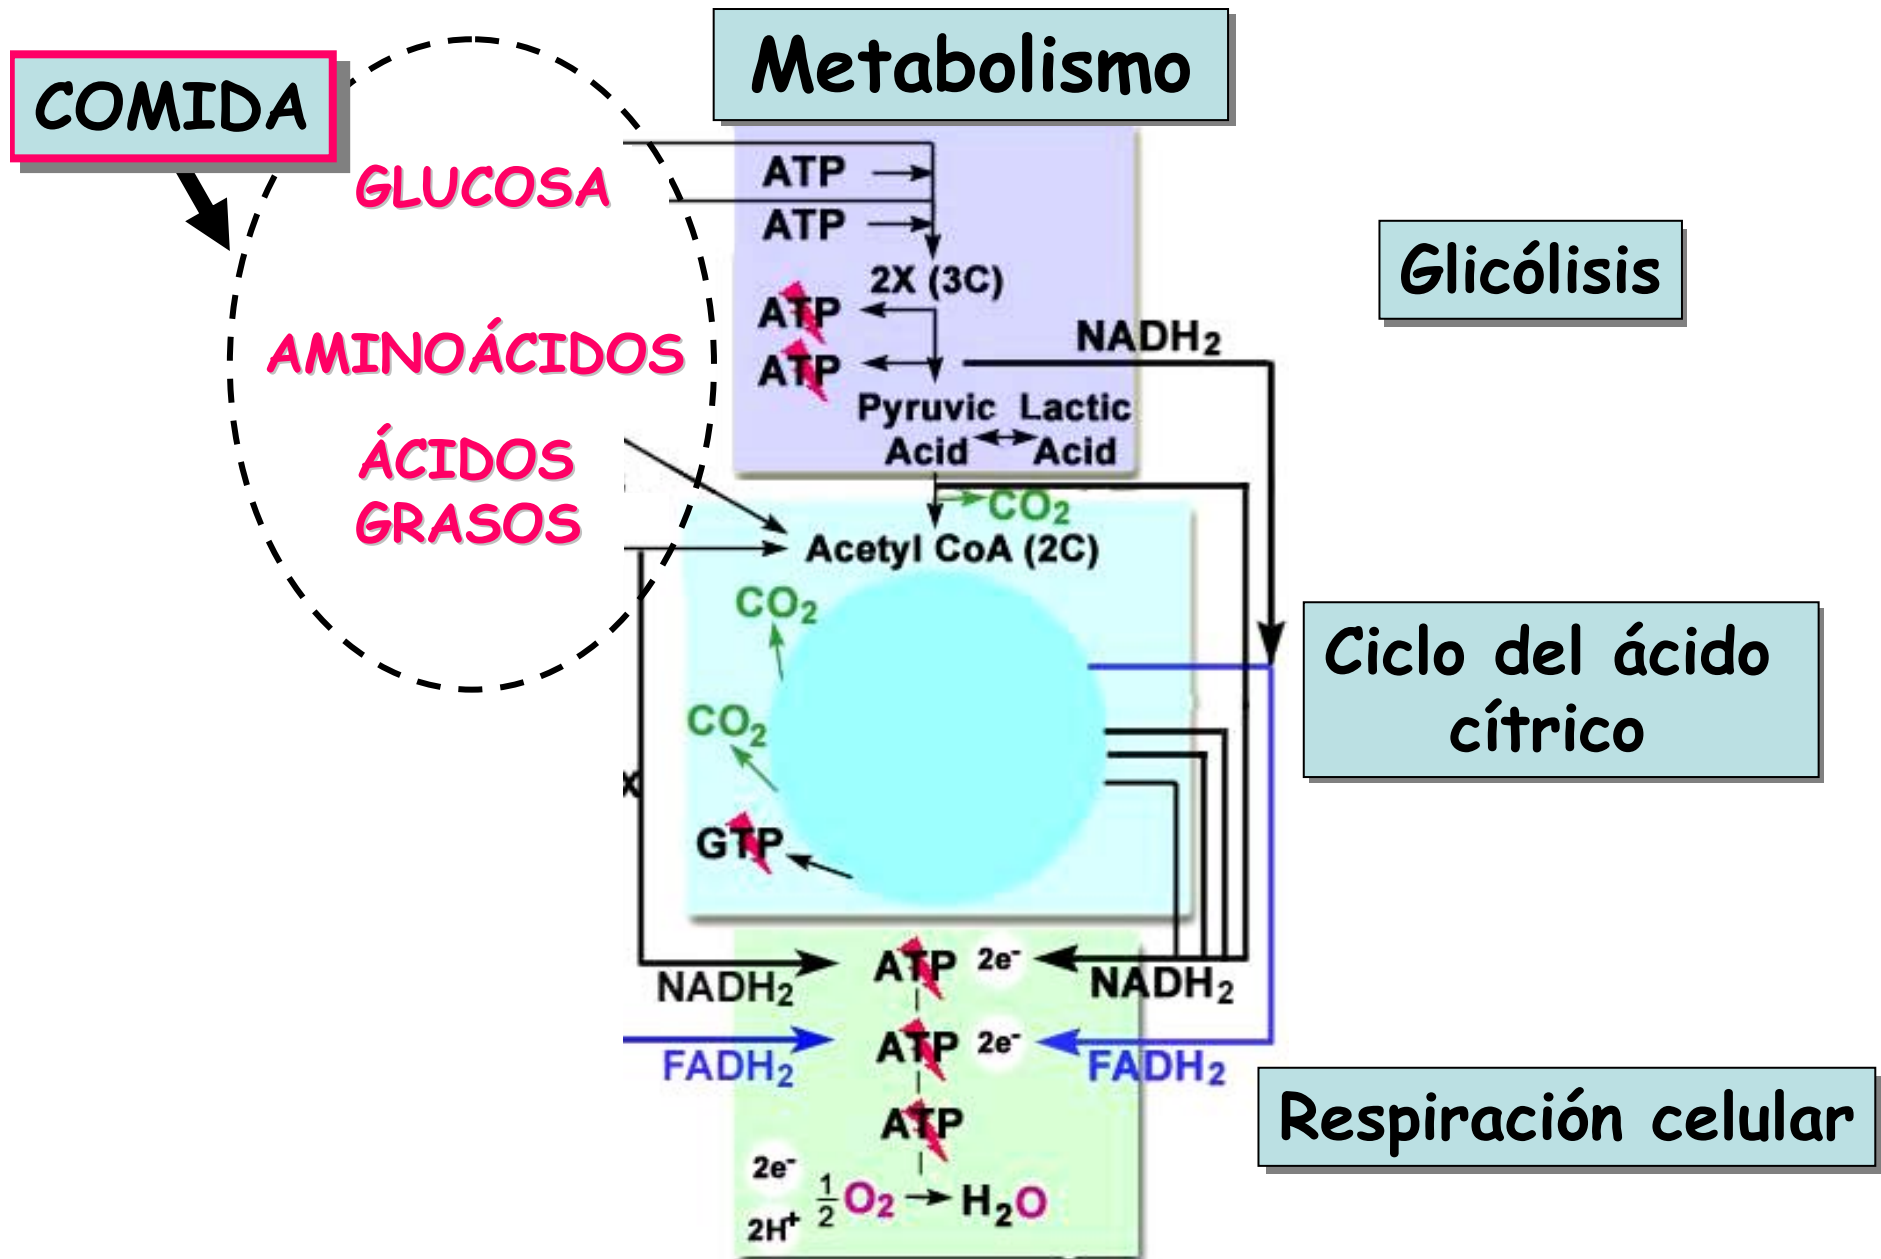 Metabolismo
COMIDA
GLUCOSA
AMINOÁCIDOS
ÁCIDOS
GRASOS
ATP
ATP
2X (3C)
ATP
ATP
NADH₂
Pyruvic Lactic
Acid Acid
Glicólisis
CO₂
Acetyl CoA (2C)
CO₂
CO₂
GTP
Ciclo del ácido
cítrico
x
NADH₂
ATP 2e⁻
NADH₂
FADH₂
ATP 2e⁻
FADH₂
ATP
2e⁻
2H⁺
½ O₂ → H₂O
Respiración celular